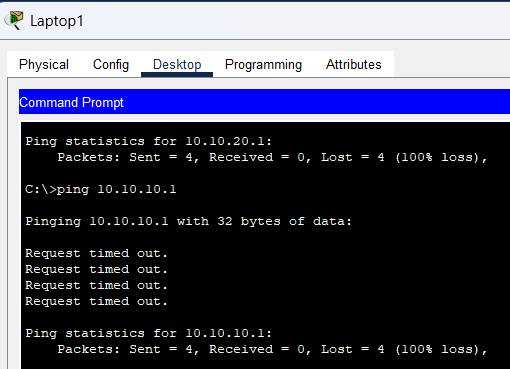 Laptop1
Physical Config Desktop Programming Attributes
Command Prompt
Ping statistics for 10.10.20.1:
    Packets: Sent = 4, Received = 0, Lost = 4 (100% loss),
C:\>ping 10.10.10.1
Pinging 10.10.10.1 with 32 bytes of data:
Request timed out.
Request timed out.
Request timed out.
Request timed out.
Ping statistics for 10.10.10.1:
    Packets: Sent = 4, Received = 0, Lost = 4 (100% loss),